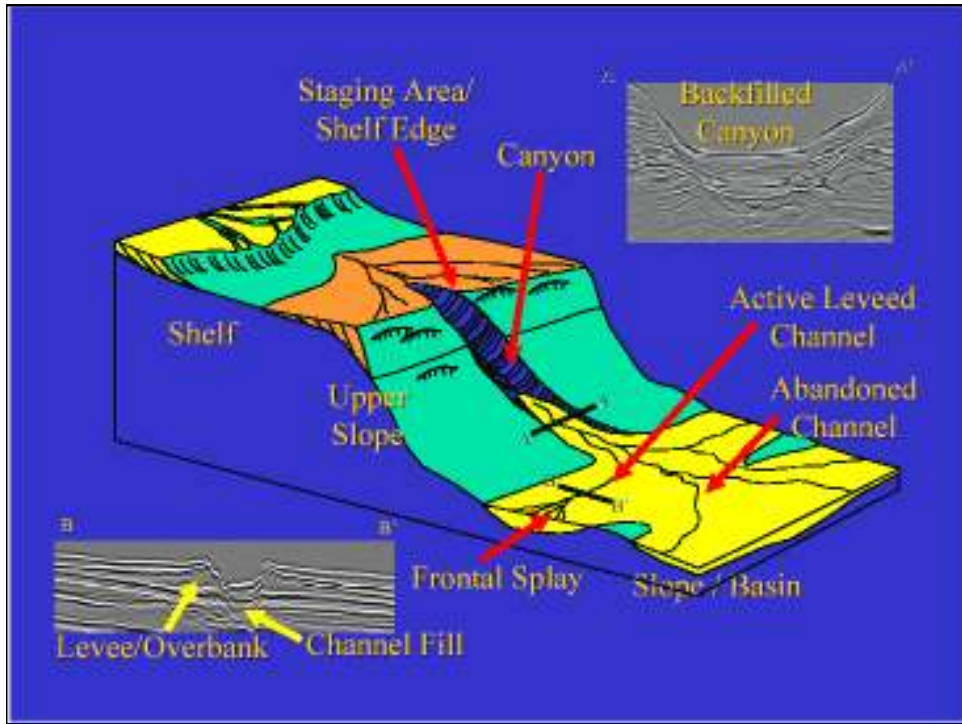 Staging Area/
Shelf Edge
Canyon
A'
Backfilled
Canyon
Shelf
Active Leveed
Channel
Abandoned
Channel
Upper
Slope
A
B'
B
B'
Frontal Splay
Slope / Basin
Levee/Overbank
Channel Fill